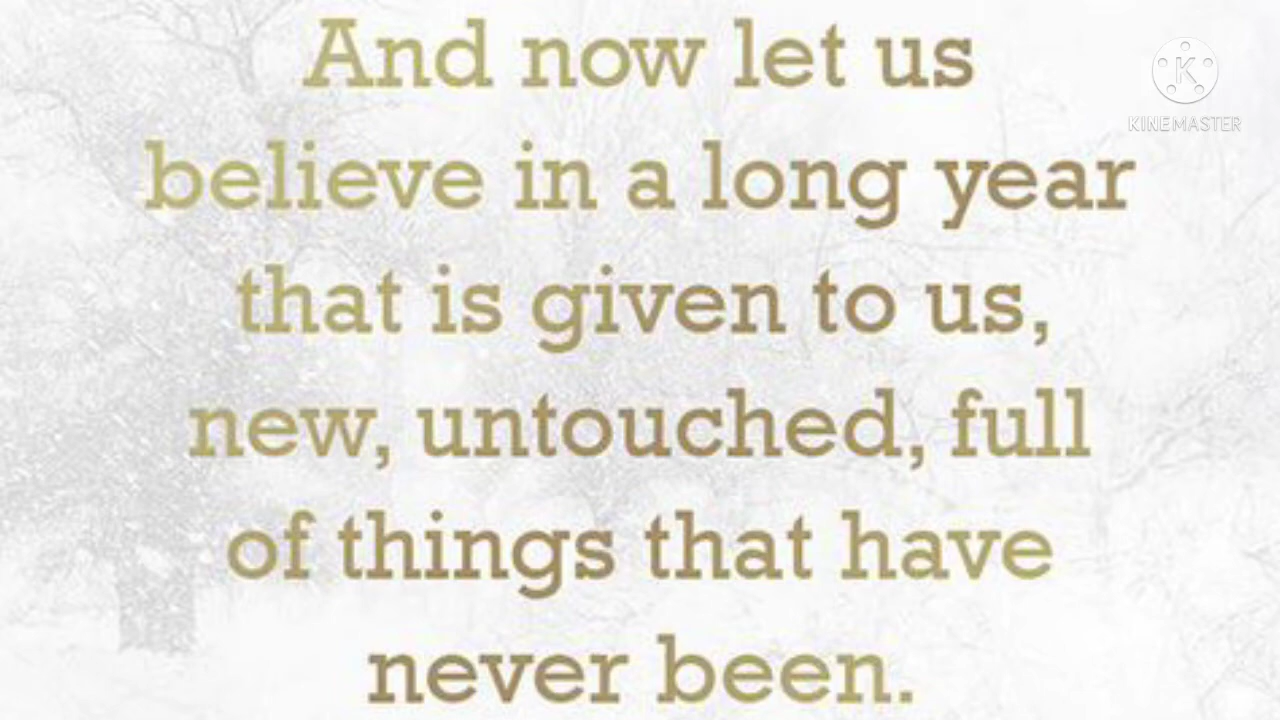 And now let us
believe in a long year
that is given to us,
new, untouched, full
of things that have
never been.
K
KINEMASTER